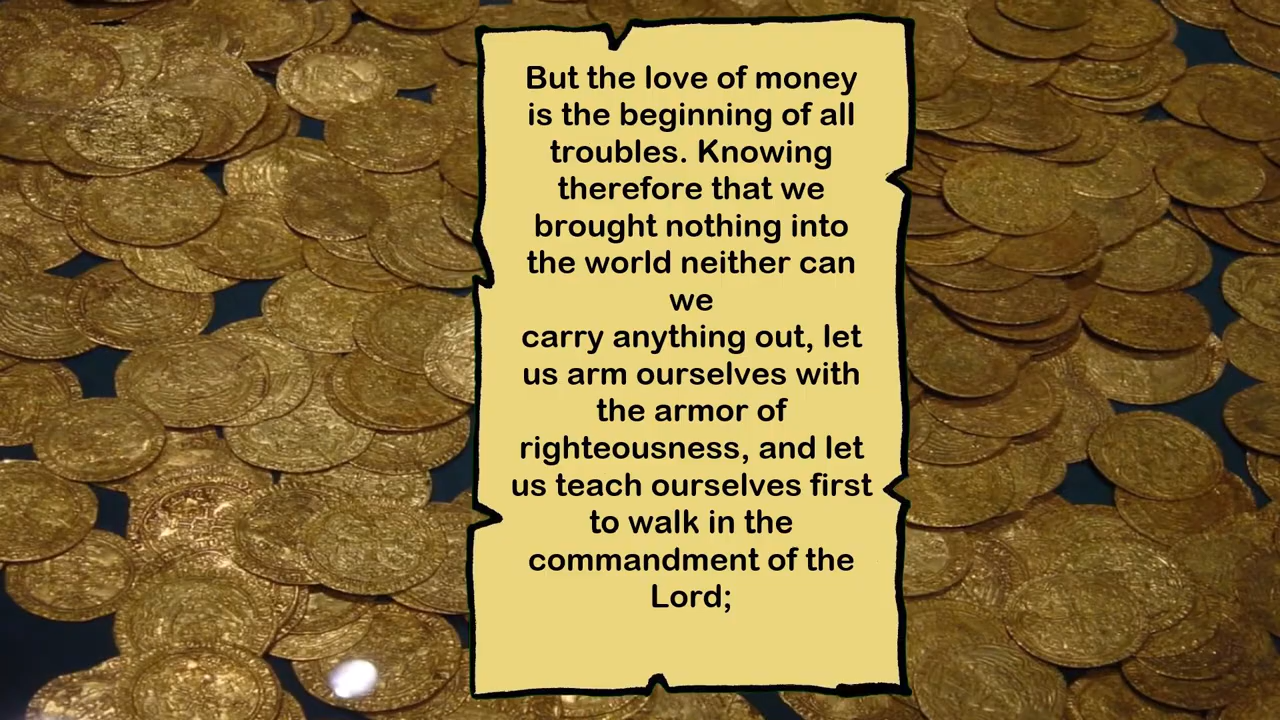 But the love of money
is the beginning of all
troubles. Knowing
therefore that we
brought nothing into
the world neither can
we
carry anything out, let
us arm ourselves with
the armor of
righteousness, and let
us teach ourselves first
to walk in the
commandment of the
Lord;